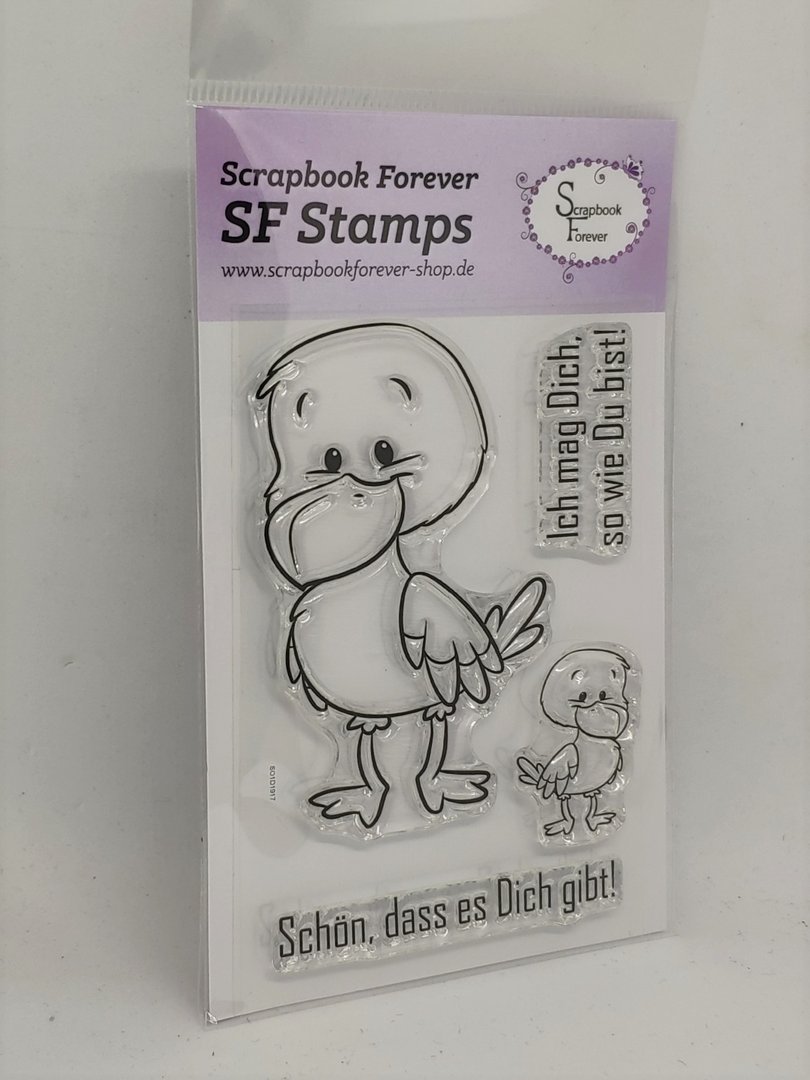 Scrapbook Forever
SF Stamps
www.scrapbookforever-shop.de
Scrapbook
Forever
Ich mag Dich,
so wie Du bist!
SO1D1917
Schön, dass es Dich gibt!